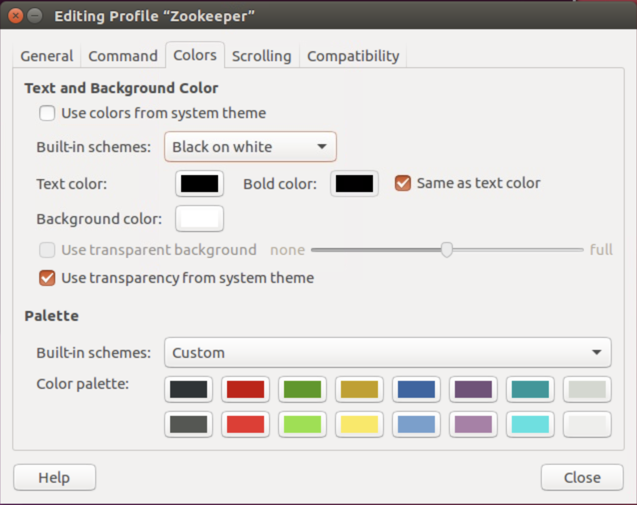 Editing Profile “Zookeeper”
General Command Colors Scrolling Compatibility
Text and Background Color
Use colors from system theme
Built-in schemes: Black on white
Text color: Bold color: Same as text color
Background color:
Use transparent background none full
Use transparency from system theme
Palette
Built-in schemes: Custom
Color palette:
Help Close